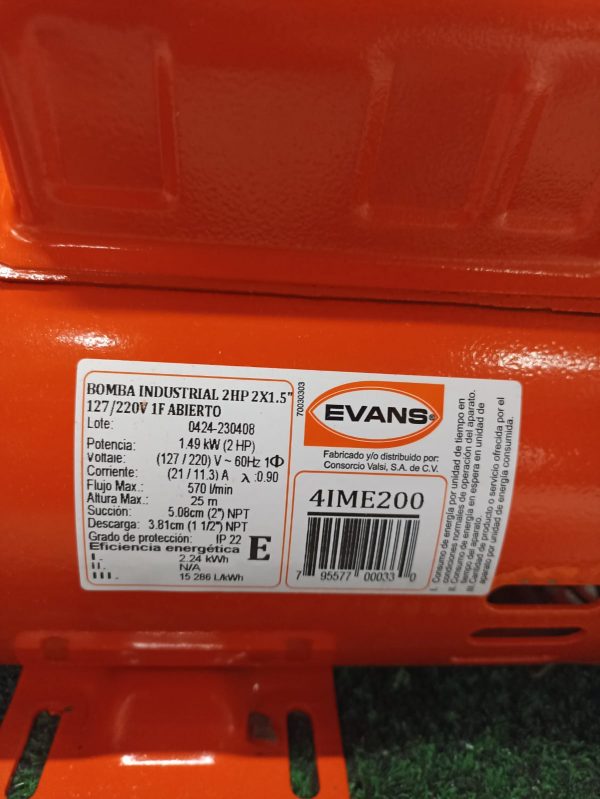 BOMBA INDUSTRIAL 2HP 2X1.5"
127/220V 1F ABIERTO
Lote: 0424-230408
Potencia: 1.49 kW (2 HP)
Voltaie: (127 / 220) V ~ 60Hz 1Φ
Corriente: (21 / 11.3) A λ :0.90
Flujo Max.: 570 l/min
Altura Max.: 25 m
Succión: 5.08cm (2") NPT
Descarga: 3.81cm (1 1/2") NPT
Grado de protección: IP 22
Eficiencia energética E
I. 2.24 kWh
II. N/A
III. 15 286 L/kWh
70030303
EVANS®
Fabricado y/o distribuido por:
Consorcio Valsi, S.A. de C.V.
4IME200
7 95577 00033 0
I. Consumo de energía por unidad de tiempo en
condiciones normales de operación del aparato.
II. Consumo de energía en espera en unidad de
tiempo del aparato.
III. Cantidad de producto o servicio ofrecida por el
aparato por unidad de energía consumida.